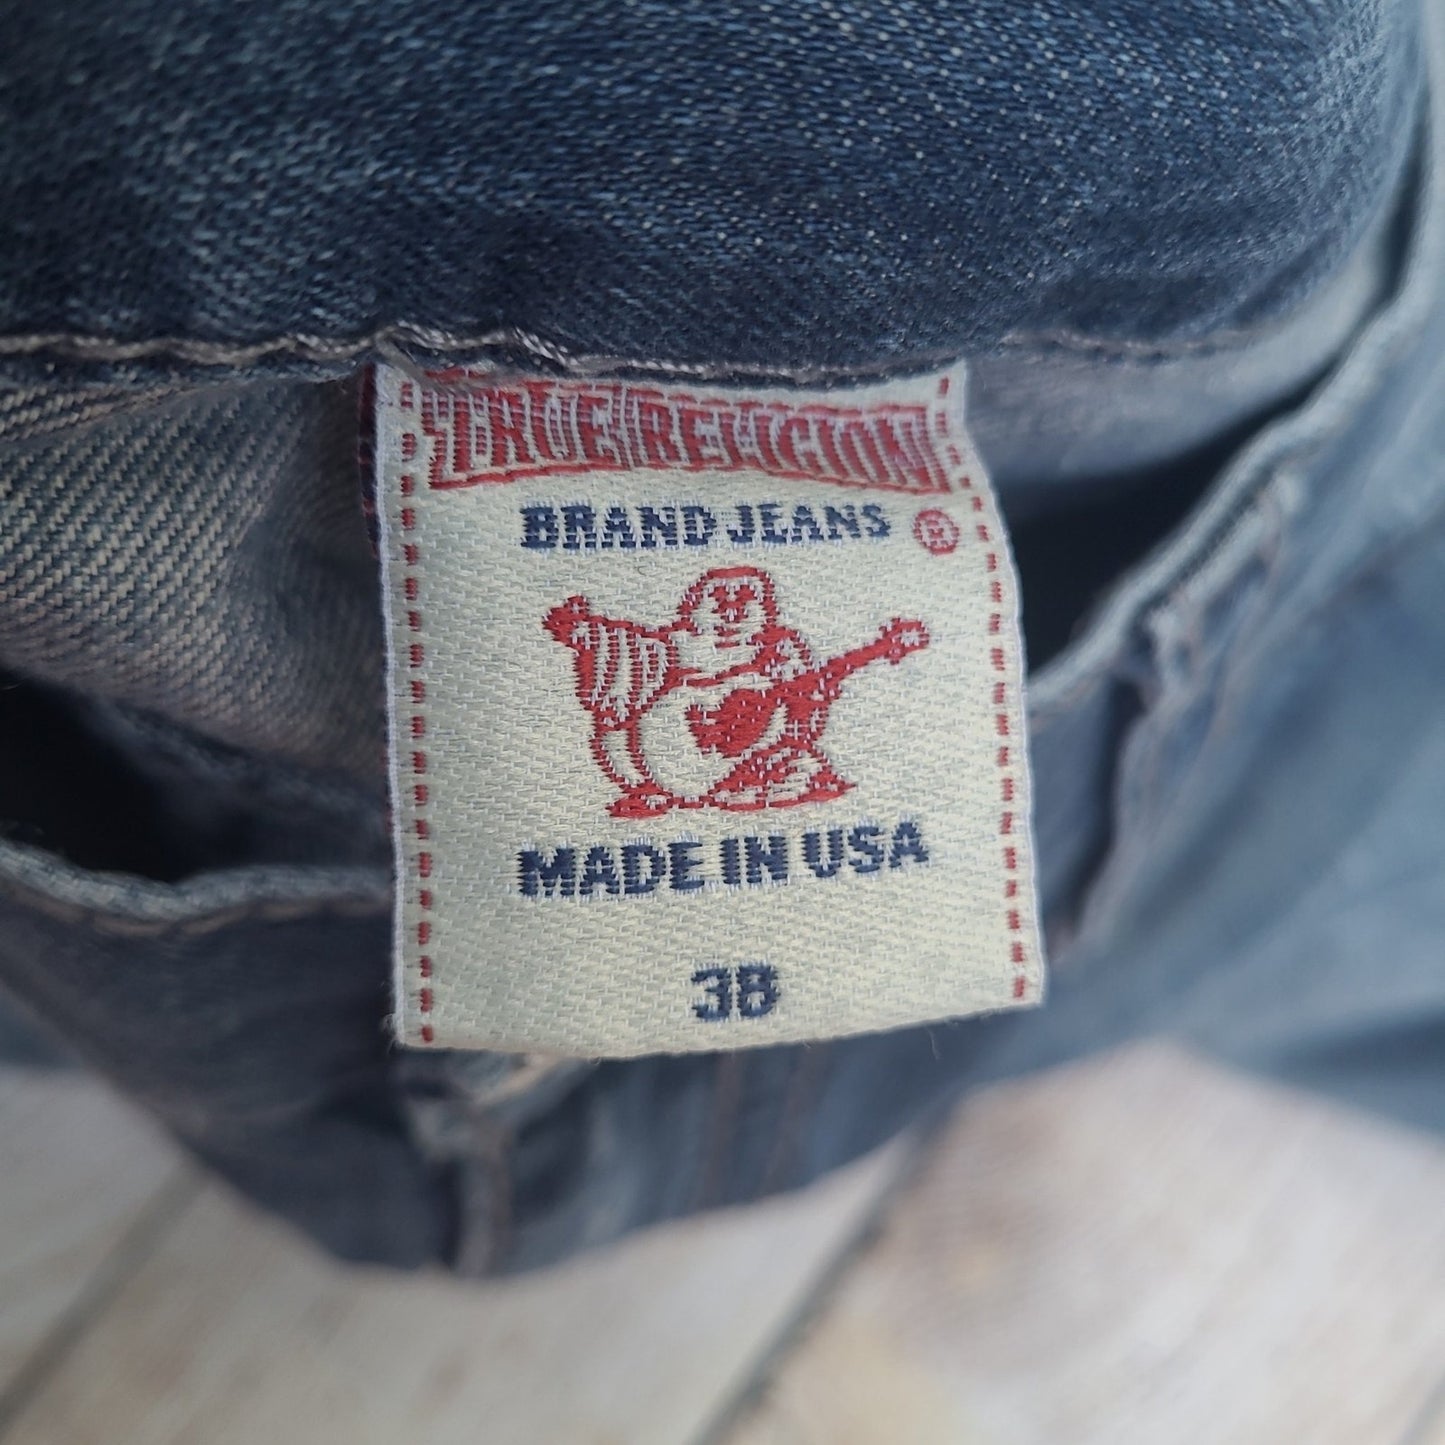 TRUE RELIGION
BRAND JEANS ®
MADE IN USA
38